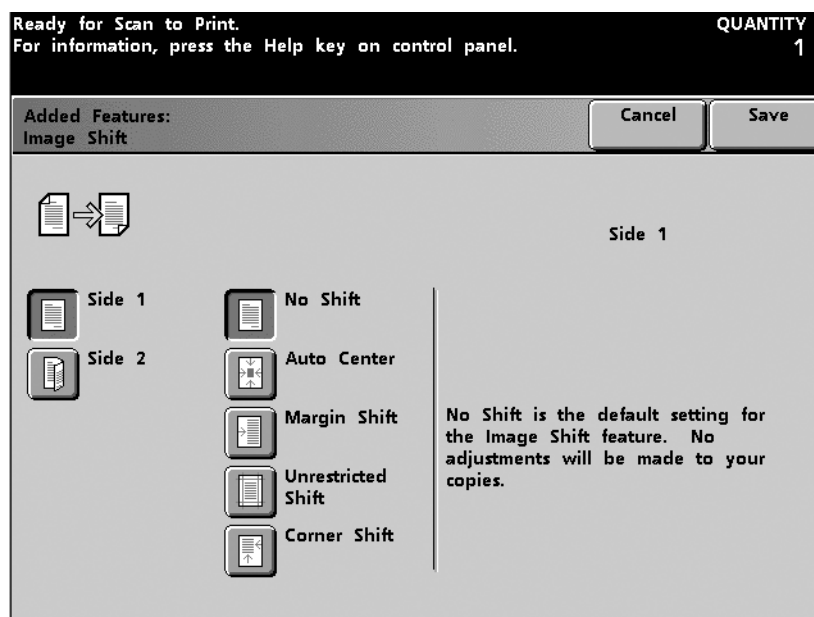 Ready for Scan to Print.
For information, press the Help key on control panel.
QUANTITY
1
Added Features:
Image Shift
Cancel
Save
Side 1
Side 1
Side 2
No Shift
Auto Center
Margin Shift
Unrestricted
Shift
Corner Shift
No Shift is the default setting for
the Image Shift feature. No
adjustments will be made to your
copies.